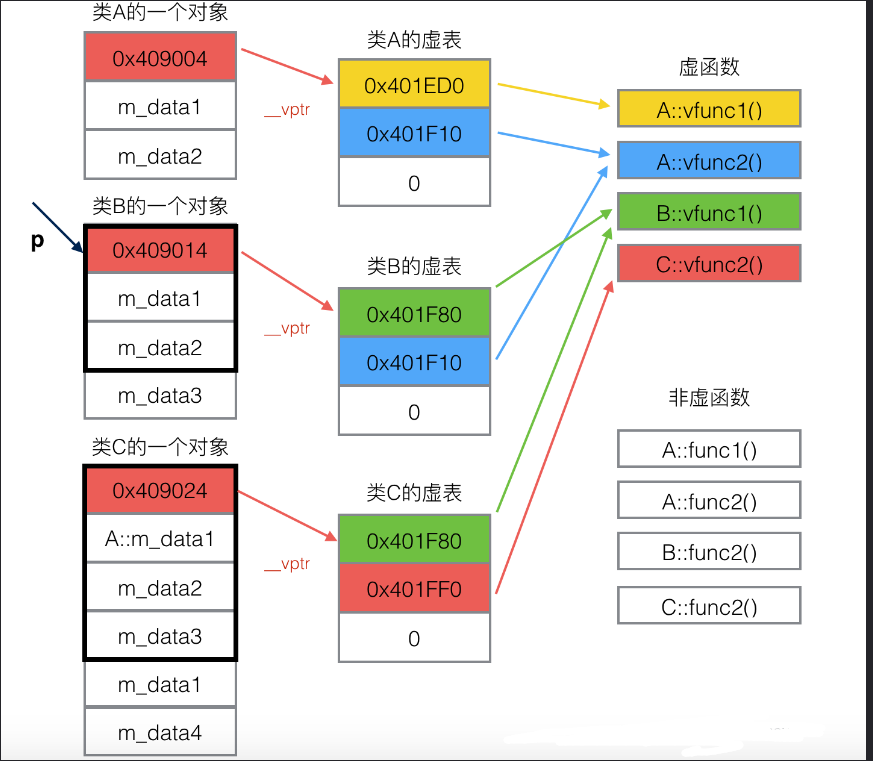 类A的一个对象
0x409004
m_data1
m_data2
__vptr
类A的虚表
0x401ED0
0x401F10
0
虚函数
A::vfunc1()
A::vfunc2()
B::vfunc1()
C::vfunc2()
p
类B的一个对象
0x409014
m_data1
m_data2
m_data3
__vptr
类B的虚表
0x401F80
0x401F10
0
类C的一个对象
0x409024
A::m_data1
m_data2
m_data3
m_data1
m_data4
__vptr
类C的虚表
0x401F80
0x401FF0
0
非虚函数
A::func1()
A::func2()
B::func2()
C::func2()